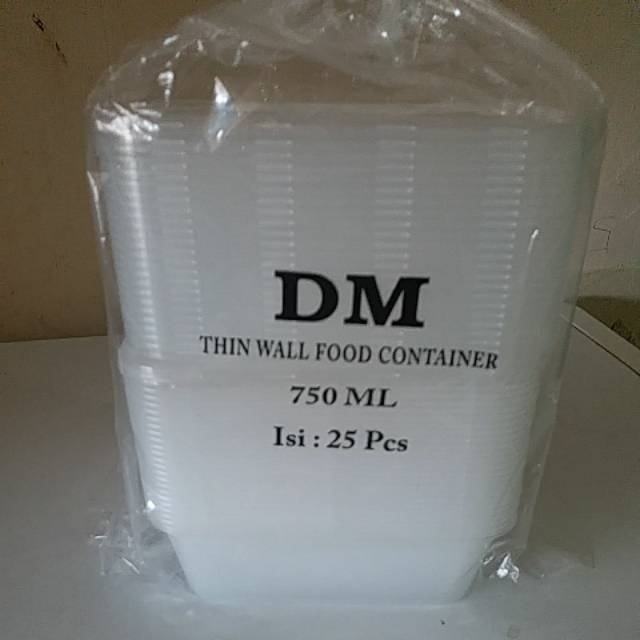 DM
THIN WALL FOOD CONTAINER
750 ML
Isi : 25 Pcs